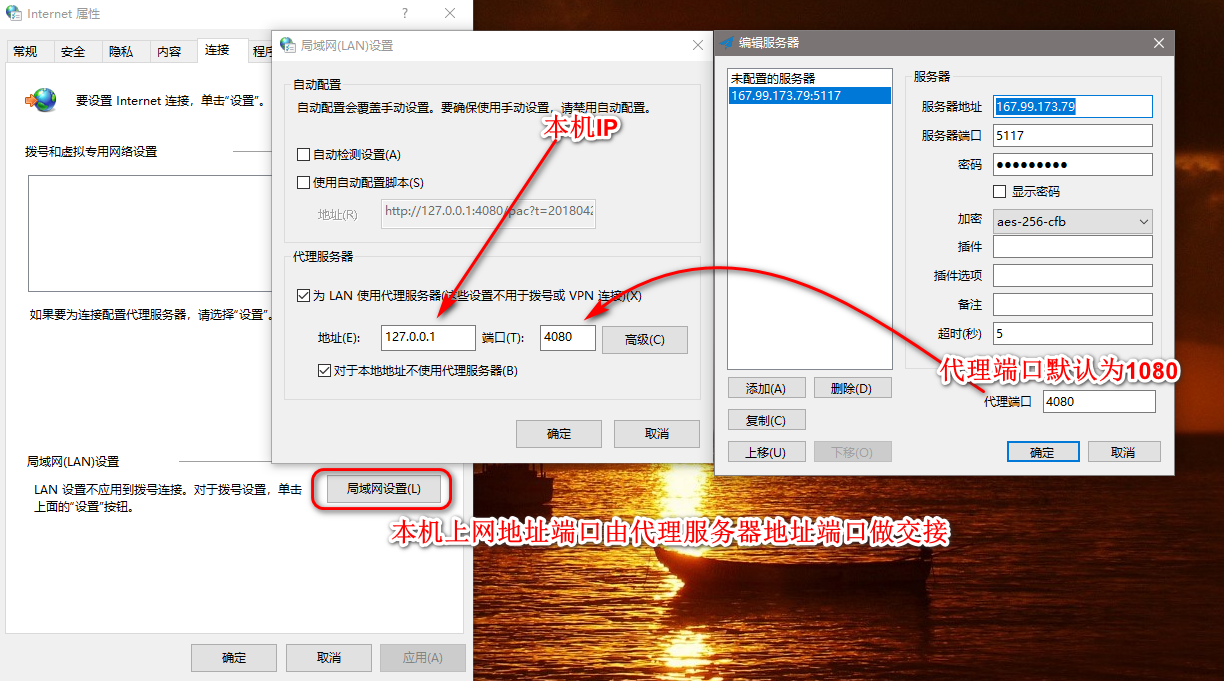 Internet 属性
常规
安全
隐私
内容
连接
程序
要设置 Internet 连接，单击“设置”。
拨号和虚拟专用网络设置
如果要为连接配置代理服务器，请选择“设置”。
局域网(LAN)设置
LAN 设置不应用到拨号连接。对于拨号设置，单击
上面的“设置”按钮。
局域网设置(L)
确定
取消
应用(A)
局域网(LAN)设置
自动配置
自动配置会覆盖手动设置。要确保使用手动设置，请禁用自动配置。
本机IP
自动检测设置(A)
使用自动配置脚本(S)
地址(R)
http://127.0.0.1:4080/pac?t=201804
代理服务器
为 LAN 使用代理服务器(这些设置不用于拨号或 VPN 连接)(X)
地址(E):
127.0.0.1
端口(T):
4080
高级(C)
对于本地地址不使用代理服务器(B)
确定
取消
编辑服务器
未配置的服务器
167.99.173.79:5117
添加(A)
删除(D)
复制(C)
上移(U)
下移(O)
服务器
服务器地址
167.99.173.79
服务器端口
5117
密码
●●●●●●●●●
显示密码
加密
aes-256-cfb
插件
插件选项
备注
超时(秒)
5
代理端口默认为1080
代理端口
4080
确定
取消
本机上网地址端口由代理服务器地址端口做交接